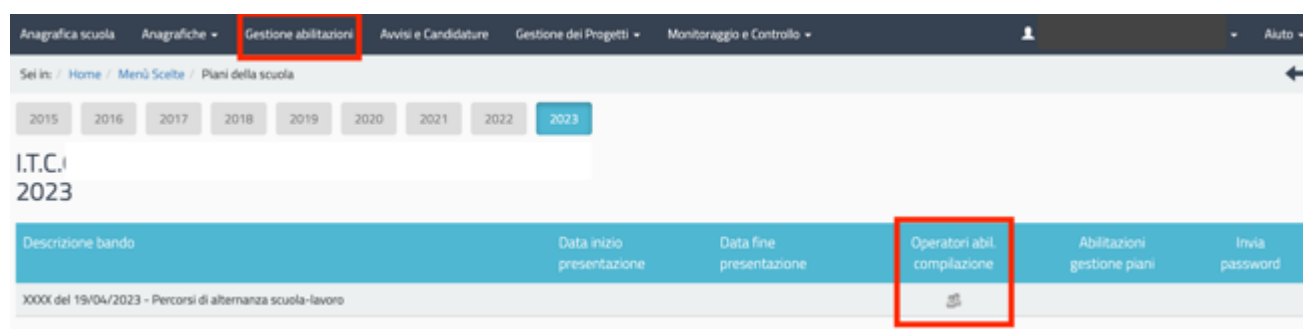 Anagrafica scuola Anagrafiche Gestione abilitazioni Avvisi e Candidature Gestione dei Progetti Monitoraggio e Controllo Aiuto
Sei in: / Home / Menù Scelte / Piani della scuola
2015 2016 2017 2018 2019 2020 2021 2022 2023
I.T.C.
2023
Descrizione bando Data inizio presentazione Data fine presentazione Operatori abil. compilazione Abilitazioni gestione piani Invia password
XXXX del 19/04/2023 - Percorsi di alternanza scuola-lavoro